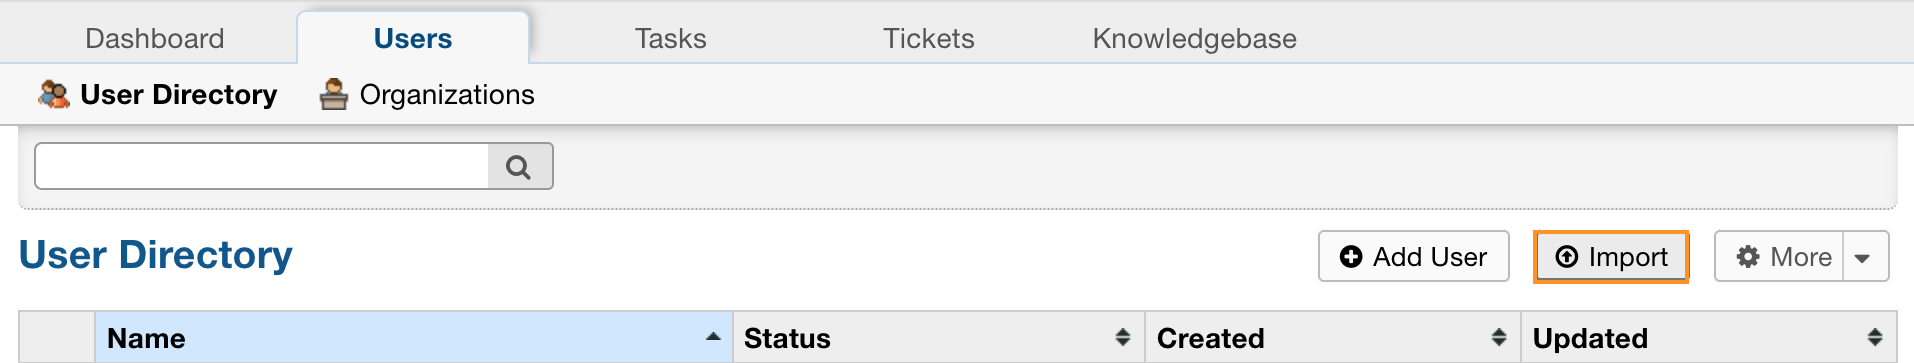 Dashboard Users Tasks Tickets Knowledgebase
User Directory Organizations
User Directory Add User Import More
Name Status Created Updated